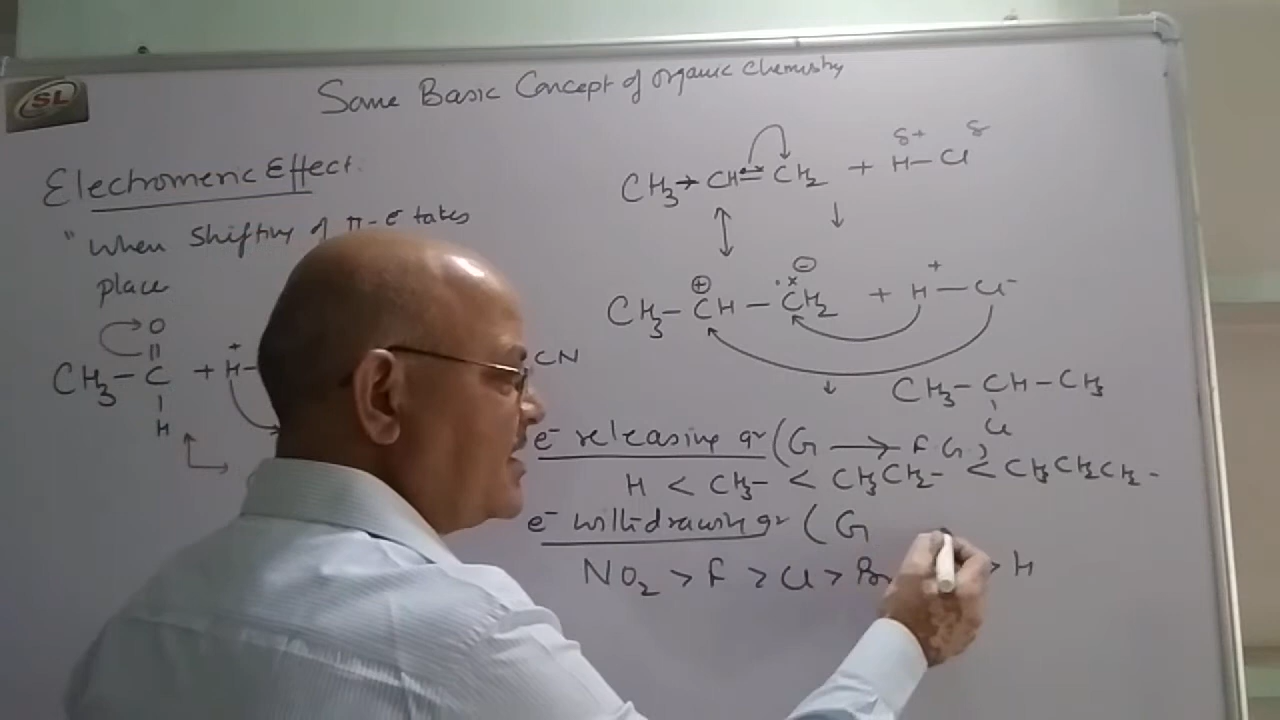 SL
Some Basic Concept of organic chemistry
Electromeric Effect.
"When Shifting of π-e⁻ takes
place
O
||
CH₃ — C + H⁺ —
|
H
CN
CH₃ → CH = CH₂ + H^δ+ — Cl^δ
CH₃ — CH⊕ — CH₂⊖ + H⁺ — Cl⁻
CH₃ — CH — CH₃
Cl
e⁻ releasing gr (G → F.G.)
H < CH₃— < CH₃CH₂— < CH₃CH₂CH₂—
e⁻ withdrawing gr (G
NO₂ > F > Cl > Br > H